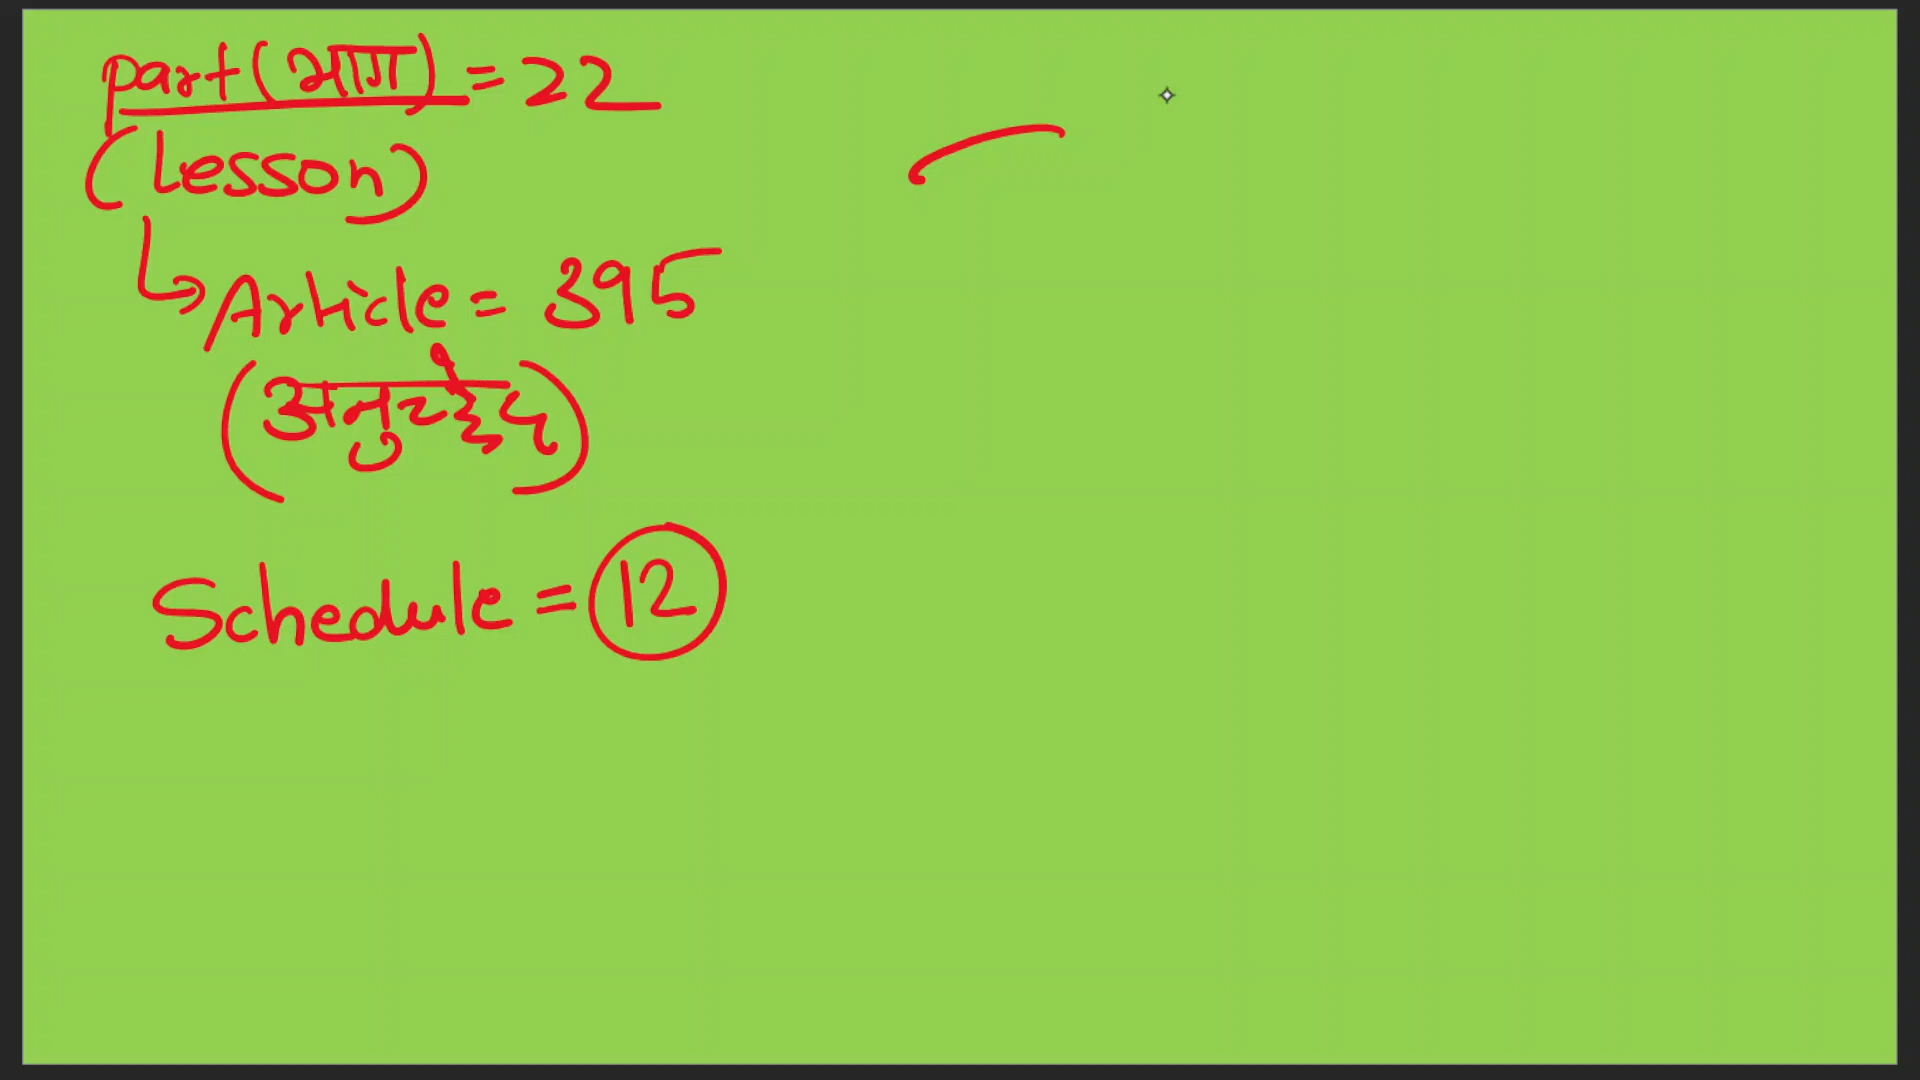 part (भाग) = 22
(Lesson)
Article = 395
(अनुच्छेद)
Schedule = 12